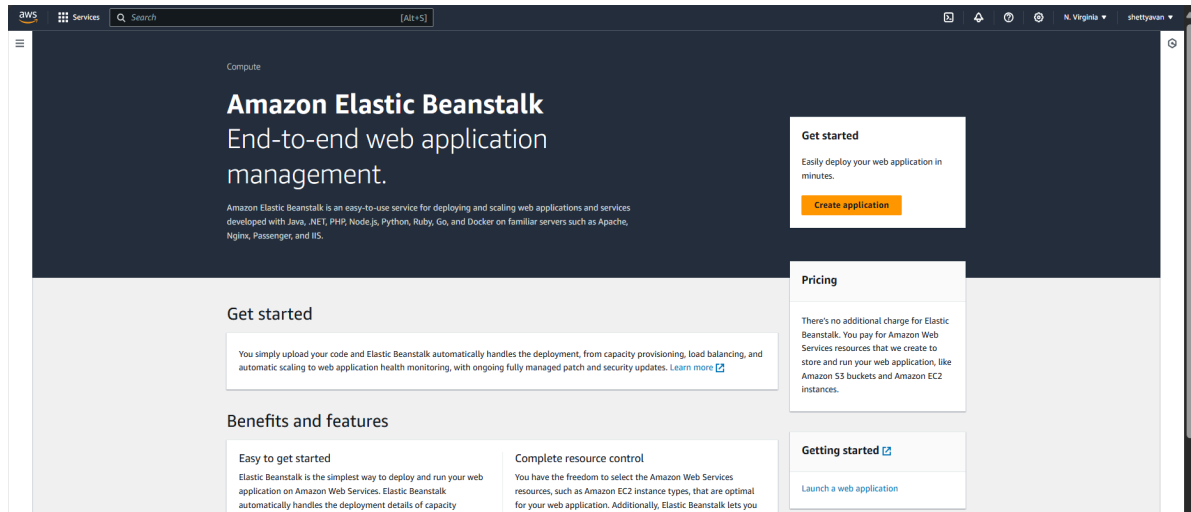 aws
Services
Search
[Alt+S]
N. Virginia
shettyavan
Compute
Amazon Elastic Beanstalk
End-to-end web application
management.
Amazon Elastic Beanstalk is an easy-to-use service for deploying and scaling web applications and services
developed with Java, .NET, PHP, Node.js, Python, Ruby, Go, and Docker on familiar servers such as Apache,
Nginx, Passenger, and IIS.
Get started
Easily deploy your web application in
minutes.
Create application
Pricing
There's no additional charge for Elastic
Beanstalk. You pay for Amazon Web
Services resources that we create to
store and run your web application, like
Amazon S3 buckets and Amazon EC2
instances.
Get started
You simply upload your code and Elastic Beanstalk automatically handles the deployment, from capacity provisioning, load balancing, and
automatic scaling to web application health monitoring, with ongoing fully managed patch and security updates. Learn more
Benefits and features
Easy to get started
Elastic Beanstalk is the simplest way to deploy and run your web
application on Amazon Web Services. Elastic Beanstalk
automatically handles the deployment details of capacity
Complete resource control
You have the freedom to select the Amazon Web Services
resources, such as Amazon EC2 instance types, that are optimal
for your web application. Additionally, Elastic Beanstalk lets you
Getting started
Launch a web application